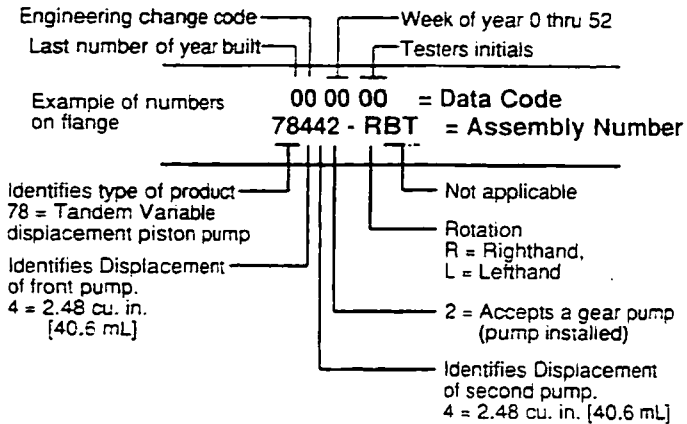 Engineering change code
Week of year 0 thru 52
Last number of year built
Testers initials
Example of numbers
on flange
00 00 00 = Data Code
78442 - RBT = Assembly Number
Identifies type of product
78 = Tandem Variable
displacement piston pump
Identifies Displacement
of front pump.
4 = 2.48 cu. in.
[40.6 mL]
Not applicable
Rotation
R = Righthand,
L = Lefthand
2 = Accepts a gear pump
(pump installed)
Identifies Displacement
of second pump.
4 = 2.48 cu. in. [40.6 mL]